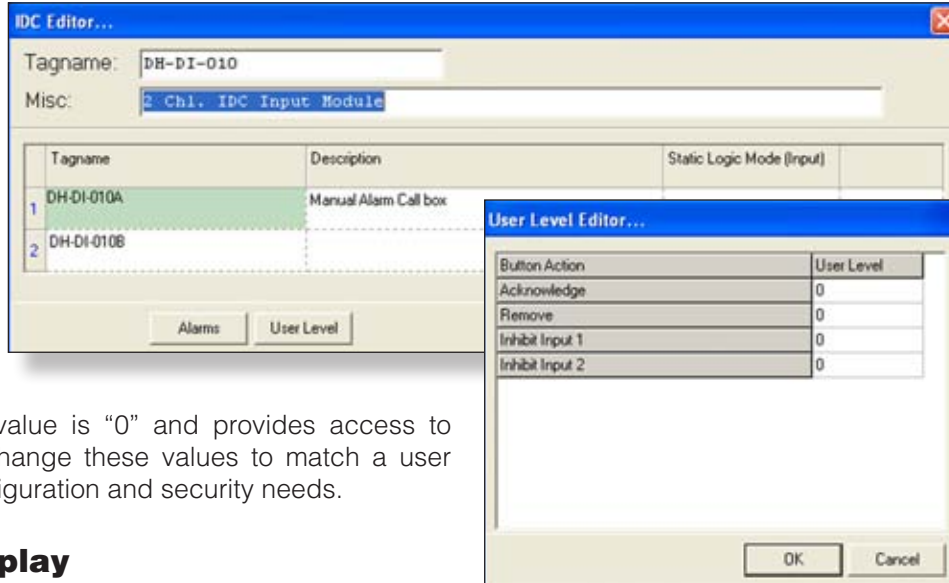 IDC Editor...
Tagname: DH-DI-010
Misc: 2 Chl. IDC Input Module
Tagname Description Static Logic Mode (Input)
1 DH-DI-010A Manual Alarm Call box
2 DH-DI-010B
Alarms User Level
User Level Editor...
Button Action User Level
Acknowledge 0
Remove 0
Inhibit Input 1 0
Inhibit Input 2 0
OK Cancel
value is “0” and provides access to
hange these values to match a user
iguration and security needs.
play